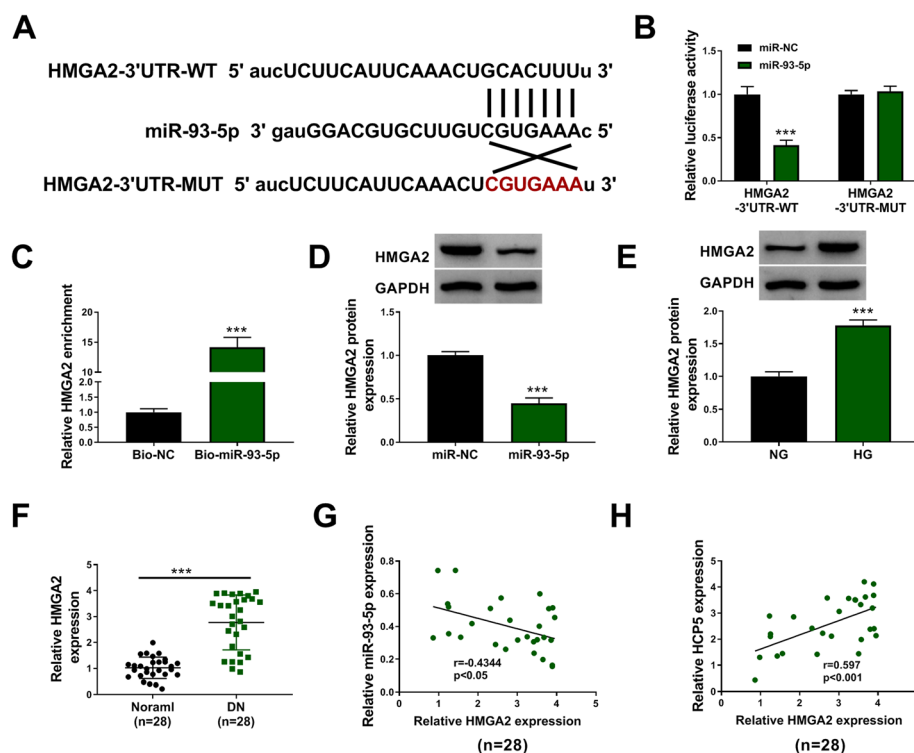 A
HMGA2-3'UTR-WT 5' aucUCUUCAUUCAAACUGCACUUUu 3'
miR-93-5p 3' gauGGACGUGCUUGUCGUGAAAc 5'
HMGA2-3'UTR-MUT 5' aucUCUUCAUUCAAACUCGUGAAAu 3'
B
Relative luciferase activity
miR-NC
miR-93-5p
1.5
1.0
0.5
0.0
***
HMGA2
-3'UTR-WT
HMGA2
-3'UTR-MUT
C
Relative HMGA2 enrichment
20
15
10
2.0
1.5
1.0
0.5
0.0
***
Bio-NC Bio-miR-93-5p
D
HMGA2
GAPDH
Relative HMGA2 protein
expression
1.5
1.0
0.5
0.0
***
miR-NC miR-93-5p
E
HMGA2
GAPDH
Relative HMGA2 protein
expression
2.0
1.5
1.0
0.5
0.0
***
NG HG
F
Relative HMGA2
expression
5
4
3
2
1
0
***
Noraml
(n=28)
DN
(n=28)
G
Relative miR-93-5p expression
0.8
0.6
0.4
0.2
0.0
r=-0.4344
p<0.05
0 1 2 3 4 5
Relative HMGA2 expression
(n=28)
H
Relative HCP5 expression
5
4
3
2
1
0
r=0.597
p<0.001
0 1 2 3 4 5
Relative HMGA2 expression
(n=28)